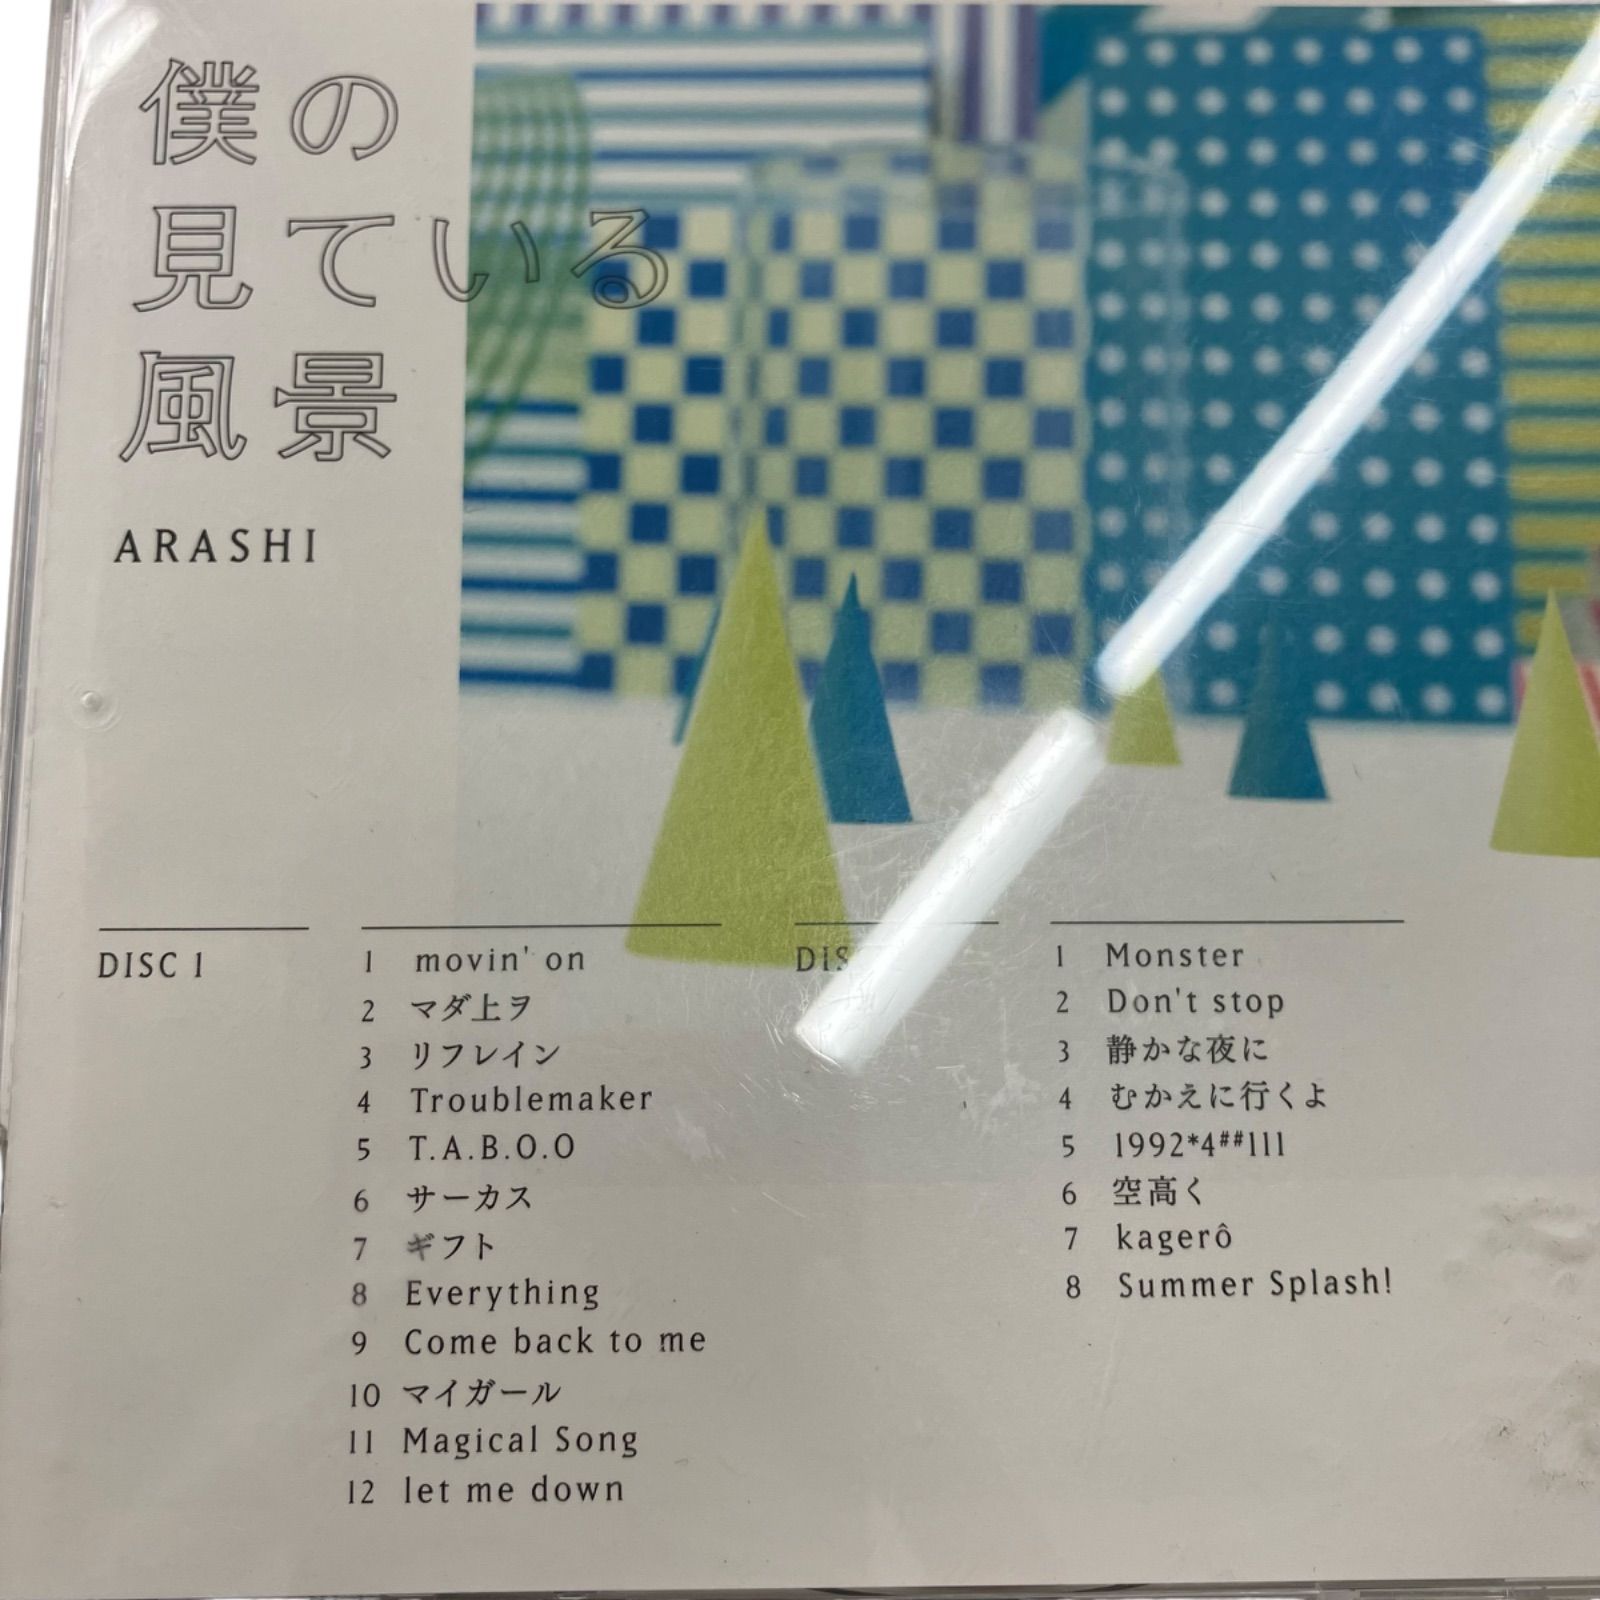 僕の
見ている
風景
ARASHI
DISC 1
1 movin' on
2 マダ上ヲ
3 リフレイン
4 Troublemaker
5 T.A.B.O.O
6 サーカス
7 ギフト
8 Everything
9 Come back to me
10 マイガール
11 Magical Song
12 let me down
1 Monster
2 Don't stop
3 静かな夜に
4 むかえに行くよ
5 1992*4##111
6 空高く
7 kagerô
8 Summer Splash!